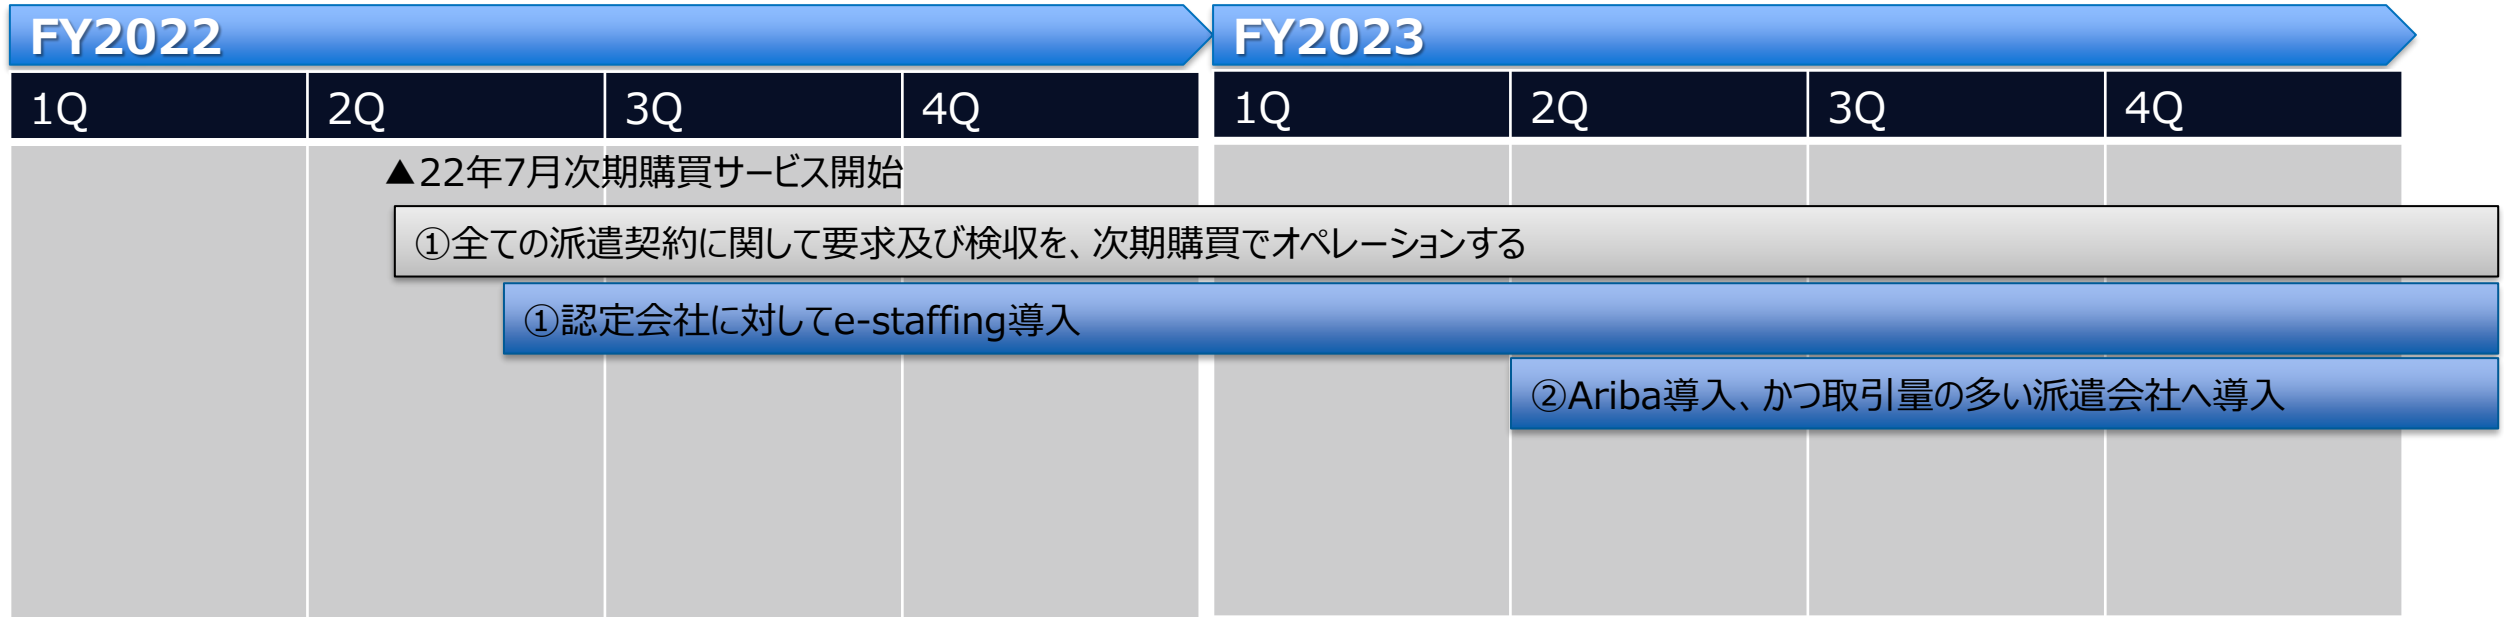 FY2022
FY2023
1Q
2Q
3Q
4Q
1Q
2Q
3Q
4Q
▲22年7月次期購買サービス開始
①全ての派遣契約に関して要求及び検収を、次期購買でオペレーションする
①認定会社に対してe-staffing導入
②Ariba導入、かつ取引量の多い派遣会社へ導入